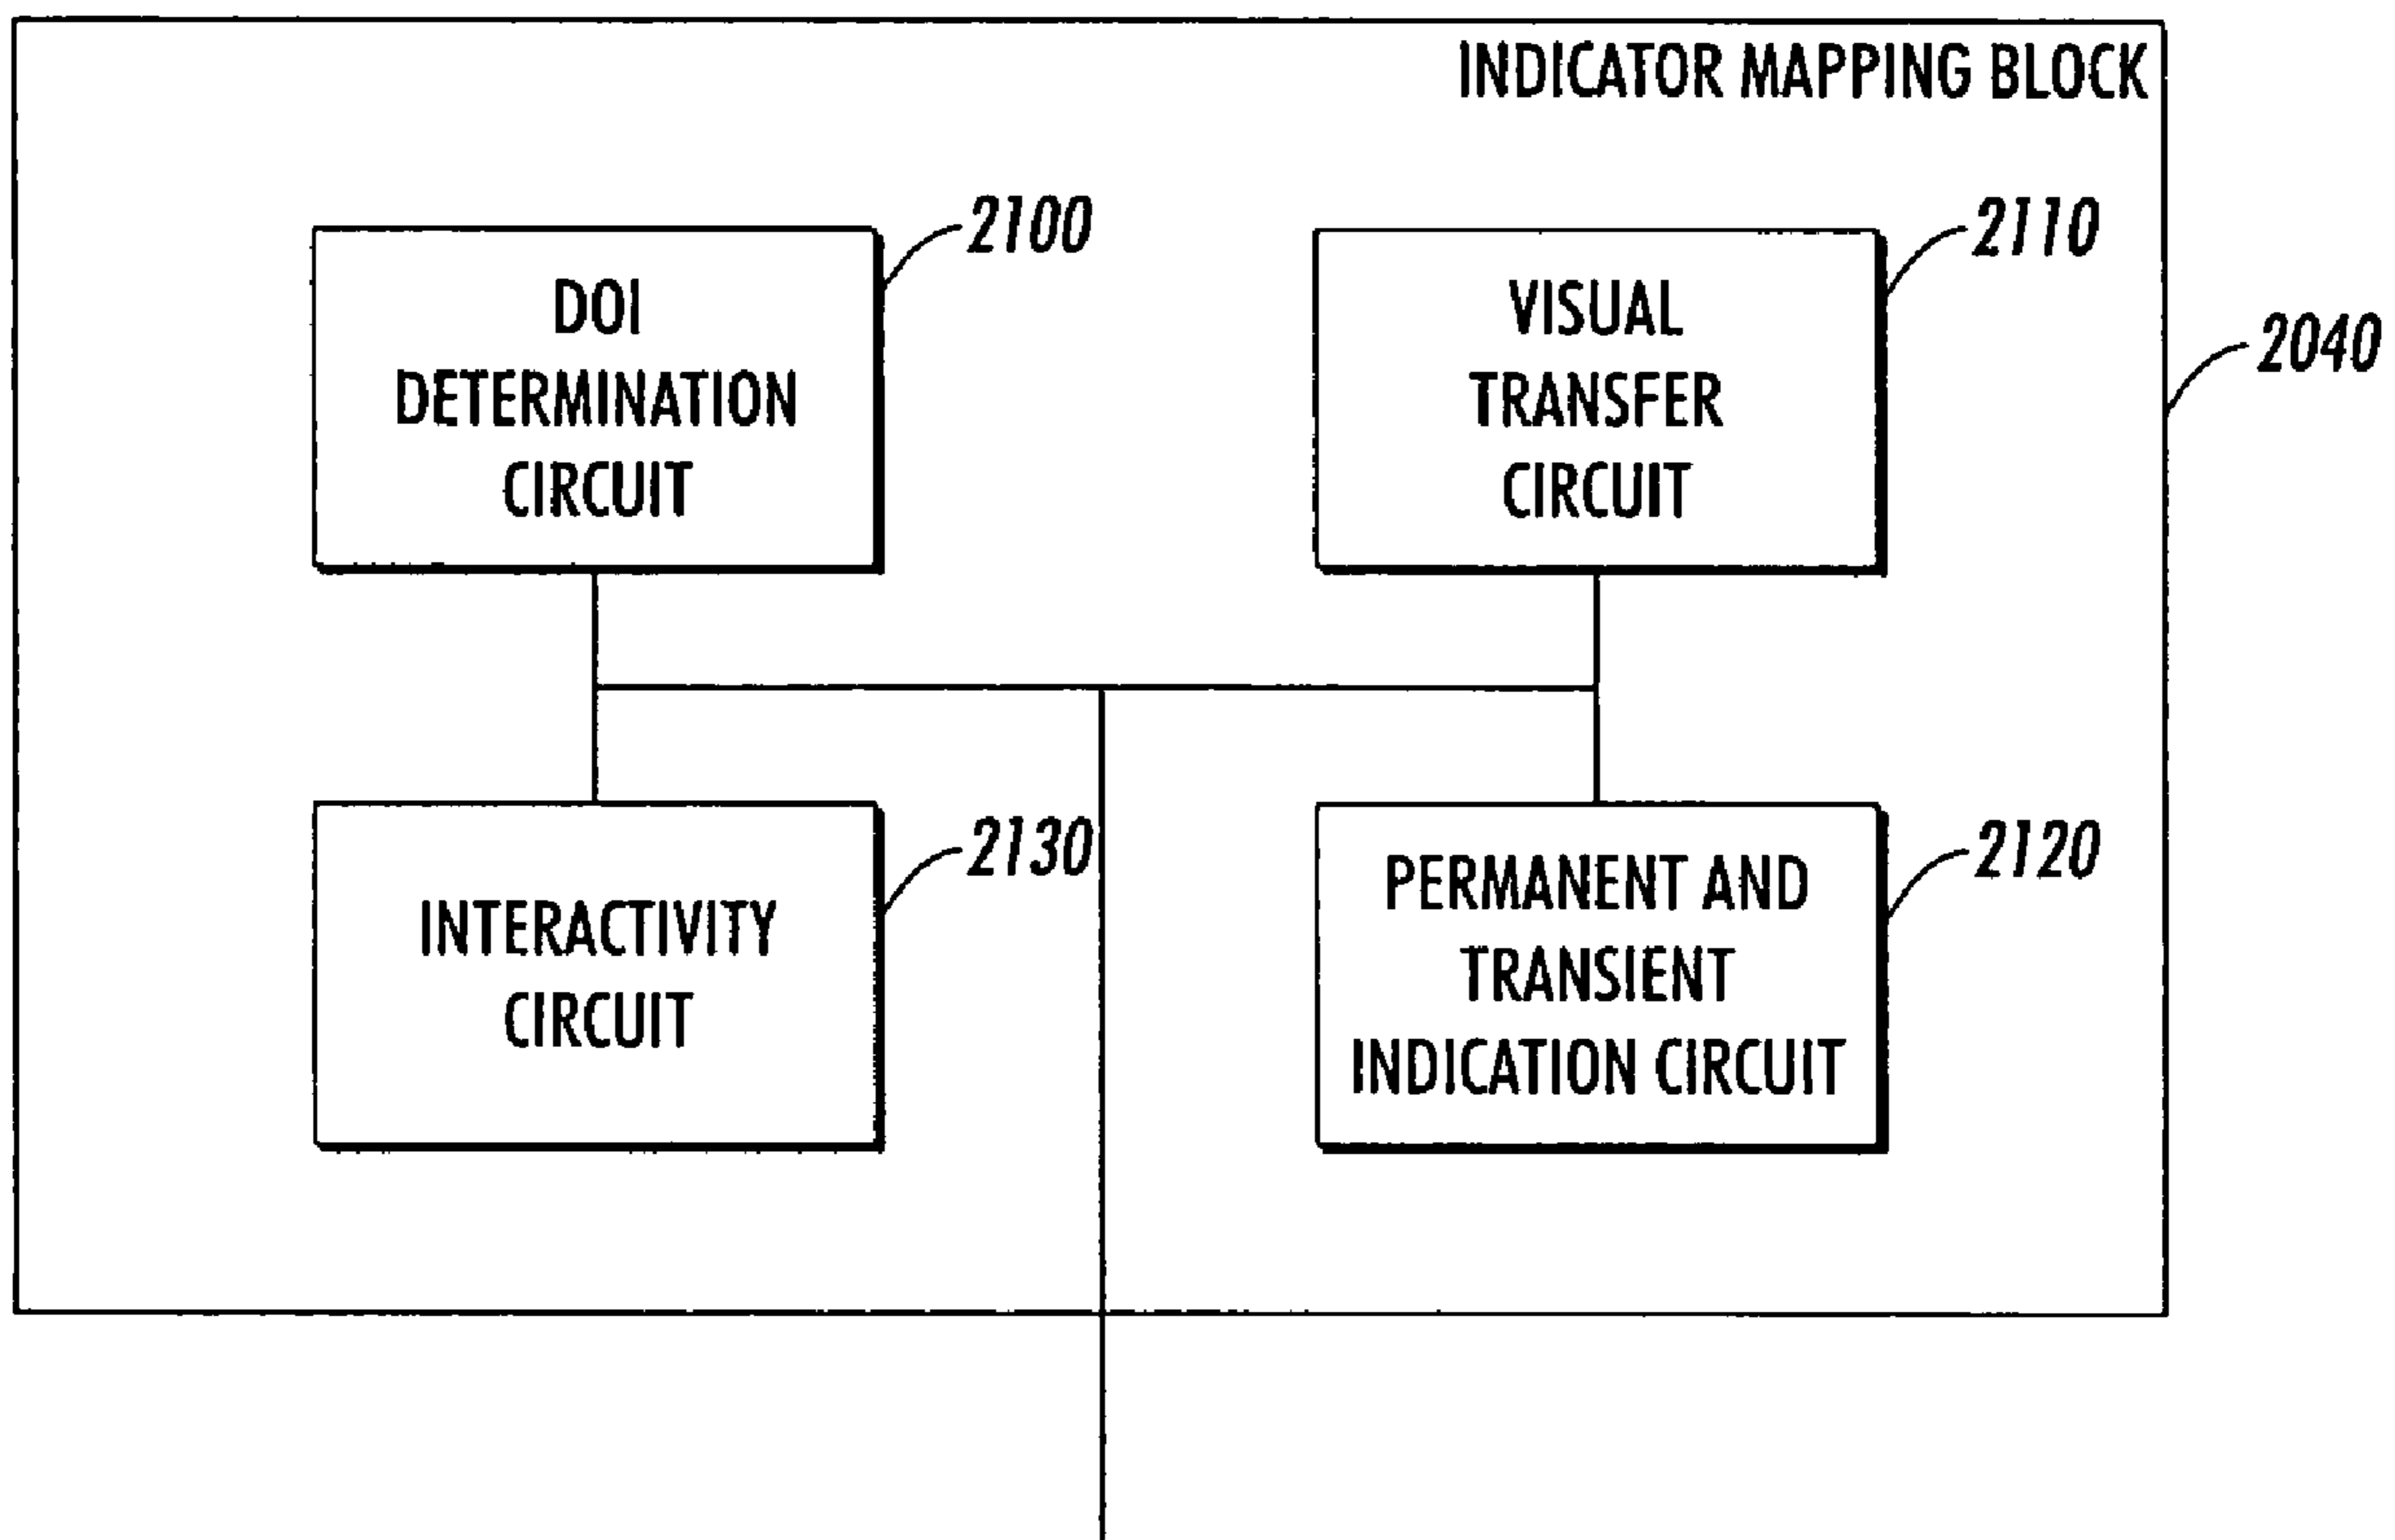 INDICATOR MAPPING BLOCK
2100
DOI
DETERMINATION
CIRCUIT
2110
VISUAL
TRANSFER
CIRCUIT
2040
2130
INTERACTIVITY
CIRCUIT
2120
PERMANENT AND
TRANSIENT
INDICATION CIRCUIT